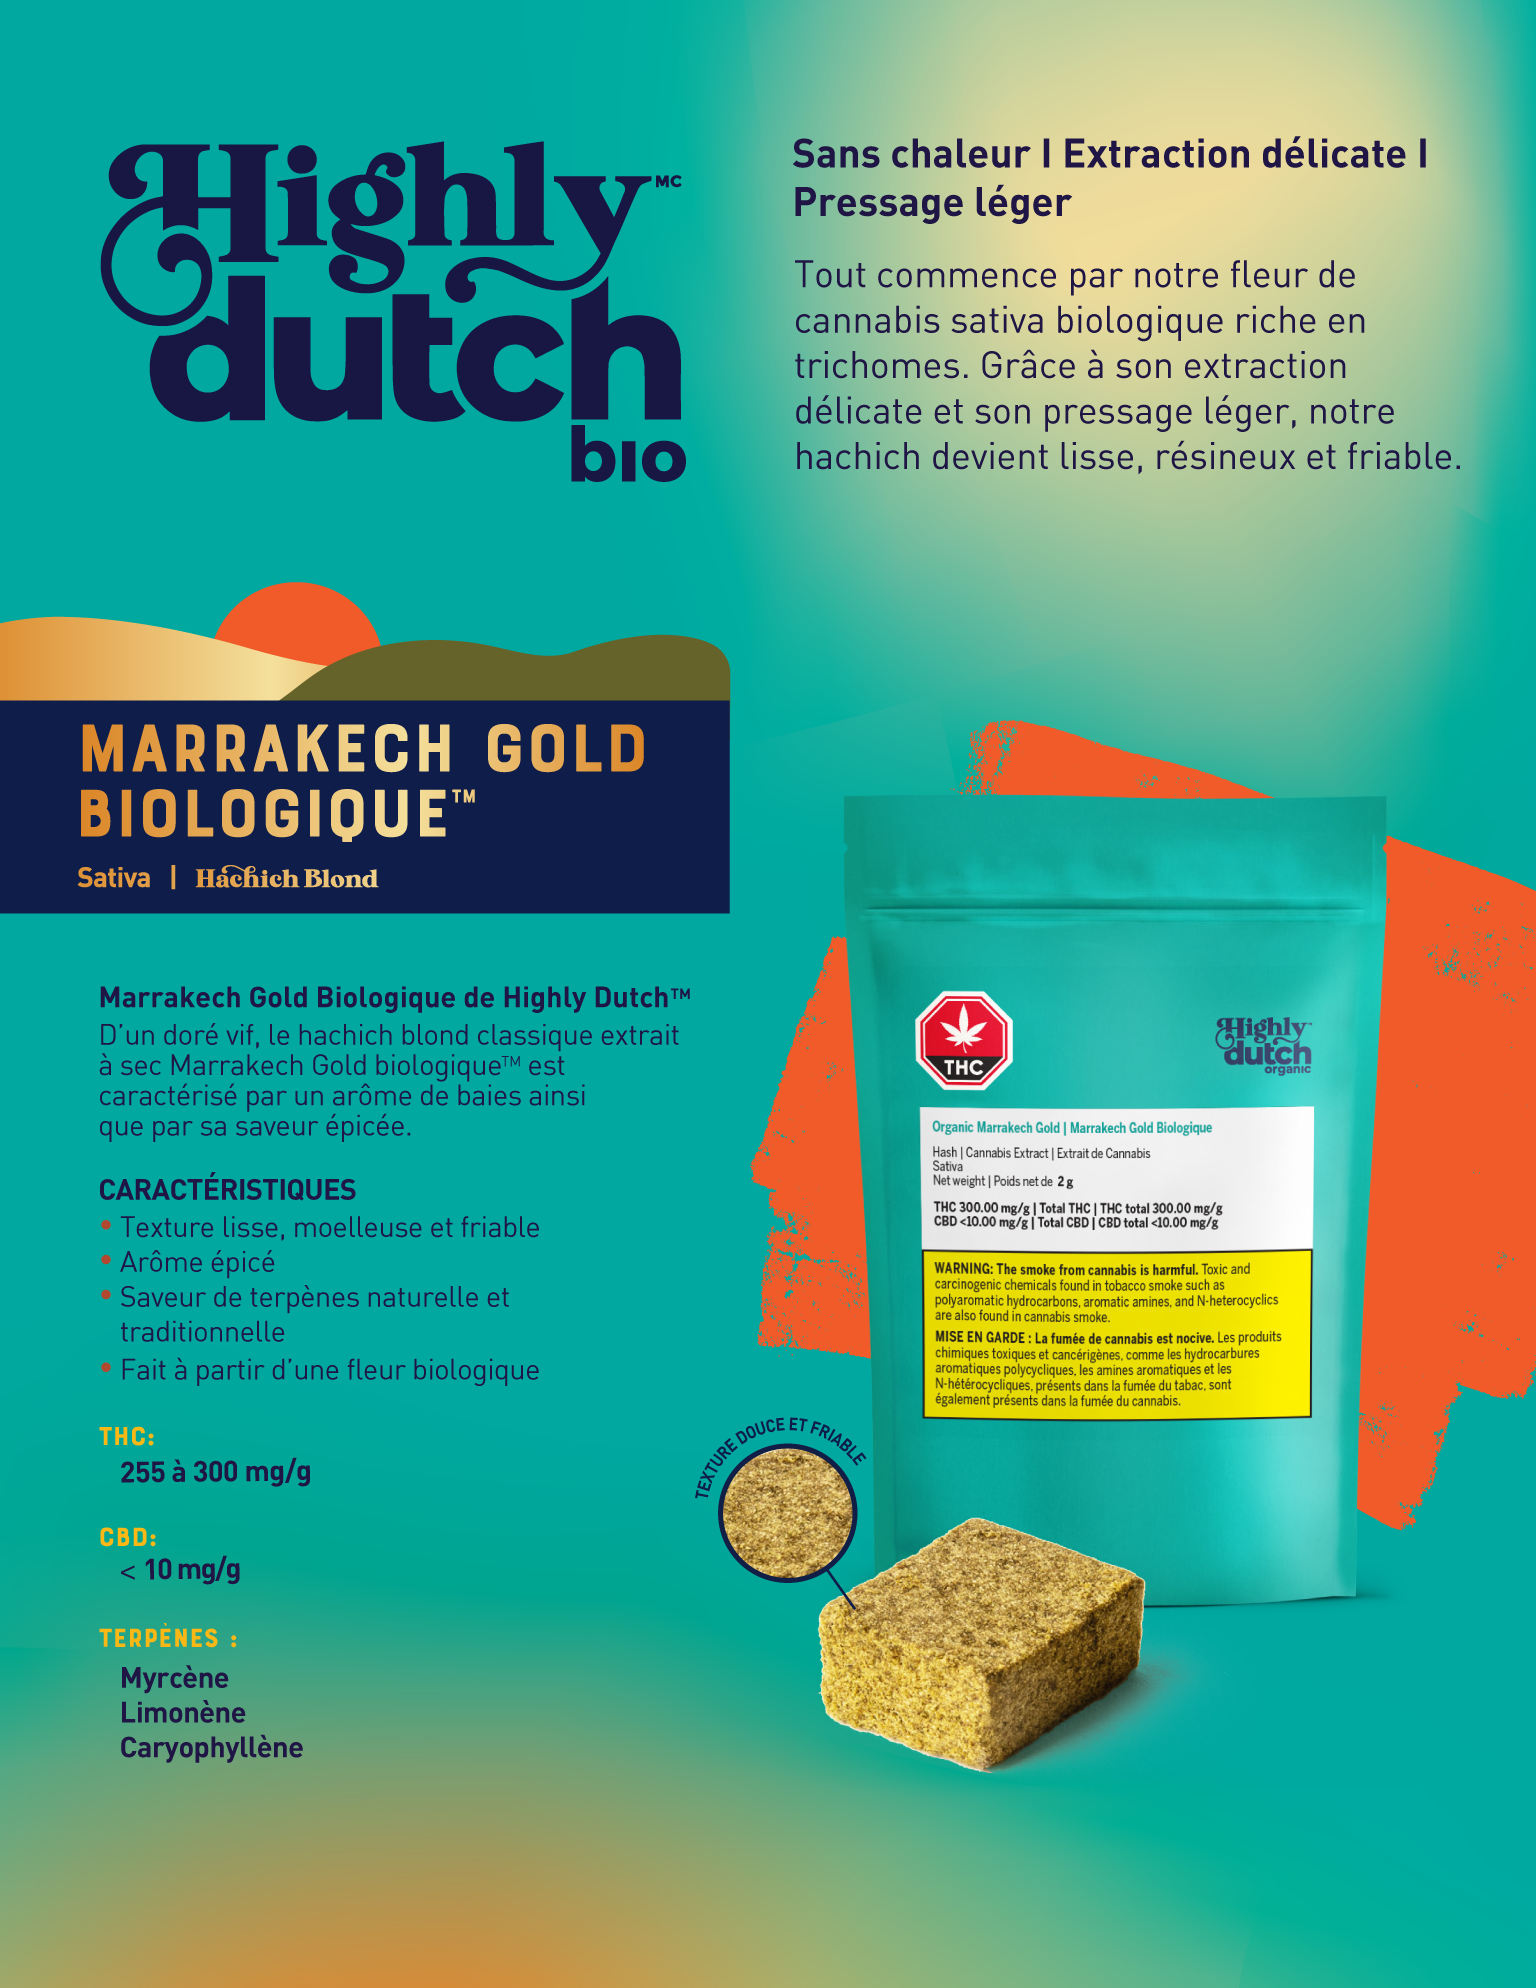 Highly MC
dutch
bio
Sans chaleur I Extraction délicate I
Pressage léger
Tout commence par notre fleur de
cannabis sativa biologique riche en
trichomes. Grâce à son extraction
délicate et son pressage léger, notre
hachich devient lisse, résineux et friable.
MARRAKECH GOLD
BIOLOGIQUE™
Sativa | Hachich Blond
Marrakech Gold Biologique de Highly Dutch™
D'un doré vif, le hachich blond classique extrait
à sec Marrakech Gold biologique™ est
caractérisé par un arôme de baies ainsi
que par sa saveur épicée.
CARACTÉRISTIQUES
• Texture lisse, moelleuse et friable
• Arôme épicé
• Saveur de terpènes naturelle et
traditionnelle
• Fait à partir d'une fleur biologique
THC:
255 à 300 mg/g
CBD:
< 10 mg/g
TERPÈNES :
Myrcène
Limonène
Caryophyllène
TEXTURE DOUCE ET FRIABLE
THC
Highly™
dutch
organic
Organic Marrakech Gold | Marrakech Gold Biologique
Hash | Cannabis Extract | Extrait de Cannabis
Sativa
Net weight | Poids net de 2 g
THC 300.00 mg/g | Total THC | THC total 300.00 mg/g
CBD <10.00 mg/g | Total CBD | CBD total <10.00 mg/g
WARNING: The smoke from cannabis is harmful. Toxic and
carcinogenic chemicals found in tobacco smoke such as
polyaromatic hydrocarbons, aromatic amines, and N-heterocyclics
are also found in cannabis smoke.
MISE EN GARDE : La fumée de cannabis est nocive. Les produits
chimiques toxiques et cancérigènes, comme les hydrocarbures
aromatiques polycycliques, les amines aromatiques et les
N-hétérocycliques, présents dans la fumée du tabac, sont
également présents dans la fumée du cannabis.